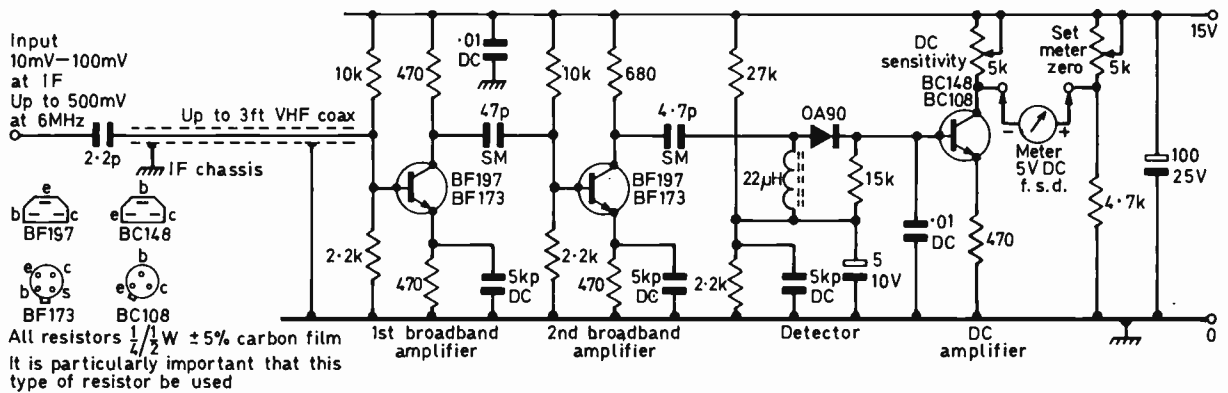 Input
10mV-100mV
at IF
Up to 500mV
at 6MHz
2·2p
Up to 3ft VHF coax
IF chassis
10k
470
·01
DC
47p
SM
10k
680
4·7p
SM
27k
OA90
DC
sensitivity
5k
BC148
BC108
Set
meter
zero
5k
15V
- +
Meter
5V DC
f.s.d.
100
25V
BF197
BF173
BF197
BF173
22µH
15k
4·7k
2·2k
470
5kp
DC
2·2k
470
5kp
DC
2·2k
5kp
DC
5
10V
·01
DC
470
0
e
b c
BF197
b
e c
BC148
e c
b s
BF173
b
e c
BC108
1st broadband
amplifier
2nd broadband
amplifier
Detector
DC
amplifier
All resistors 1/4/1/2W ±5% carbon film
It is particularly important that this
type of resistor be used